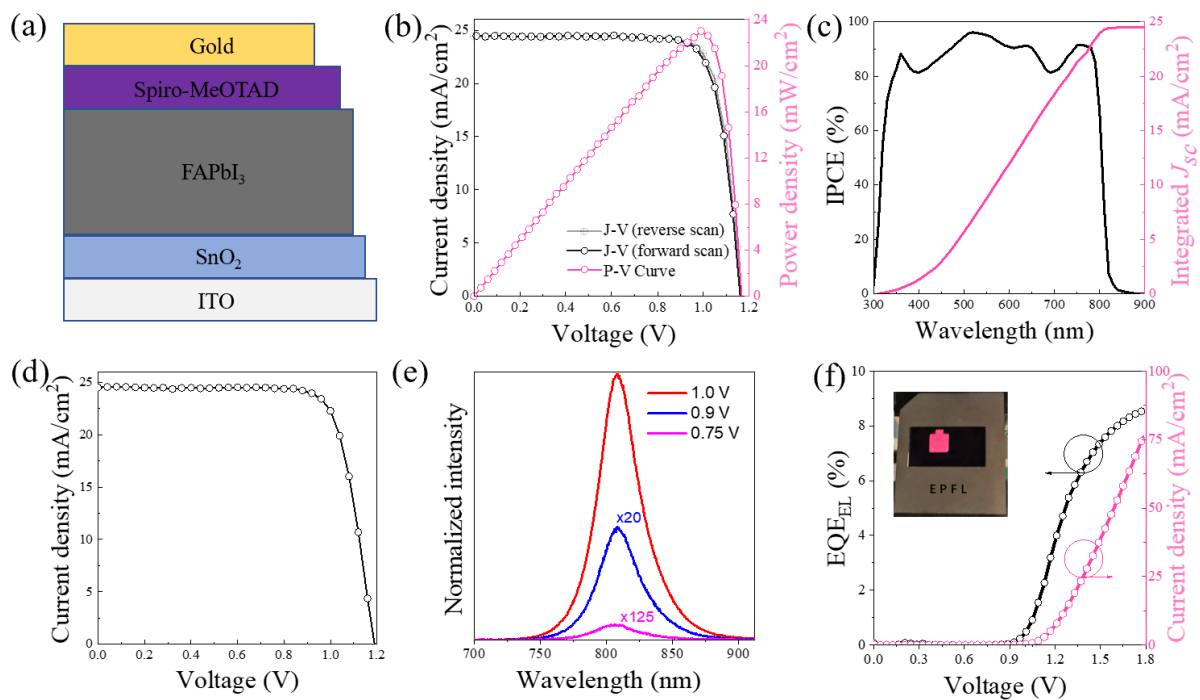 (a)
Gold
Spiro-MeOTAD
FAPbI3
SnO2
ITO
(b)
Current density (mA/cm2)
25
20
15
10
5
0
0.0 0.2 0.4 0.6 0.8 1.0 1.2
Voltage (V)
24
22
20
18
16
14
12
10
8
6
4
2
0
Power density (mW/cm2)
J-V (reverse scan)
J-V (forward scan)
P-V Curve
(c)
IPCE (%)
100
80
60
40
20
0
300 400 500 600 700 800
Wavelength (nm)
25
20
15
10
5
0
Integrated JSC (mA/cm2)
(d)
Current density (mA/cm2)
25
20
15
10
5
0
0.0 0.2 0.4 0.6 0.8 1.0 1.2
Voltage (V)
(e)
Normalized intensity
1.0 V
0.9 V
0.75 V
x20
x125
700 750 800 850 900
Wavelength (nm)
(f)
EQEEL (%)
10
8
6
4
2
0
EPFL
0.0 0.3 0.6 0.9 1.2 1.5 1.8
Voltage (V)
100
75
50
25
0
Current density (mA/cm2)